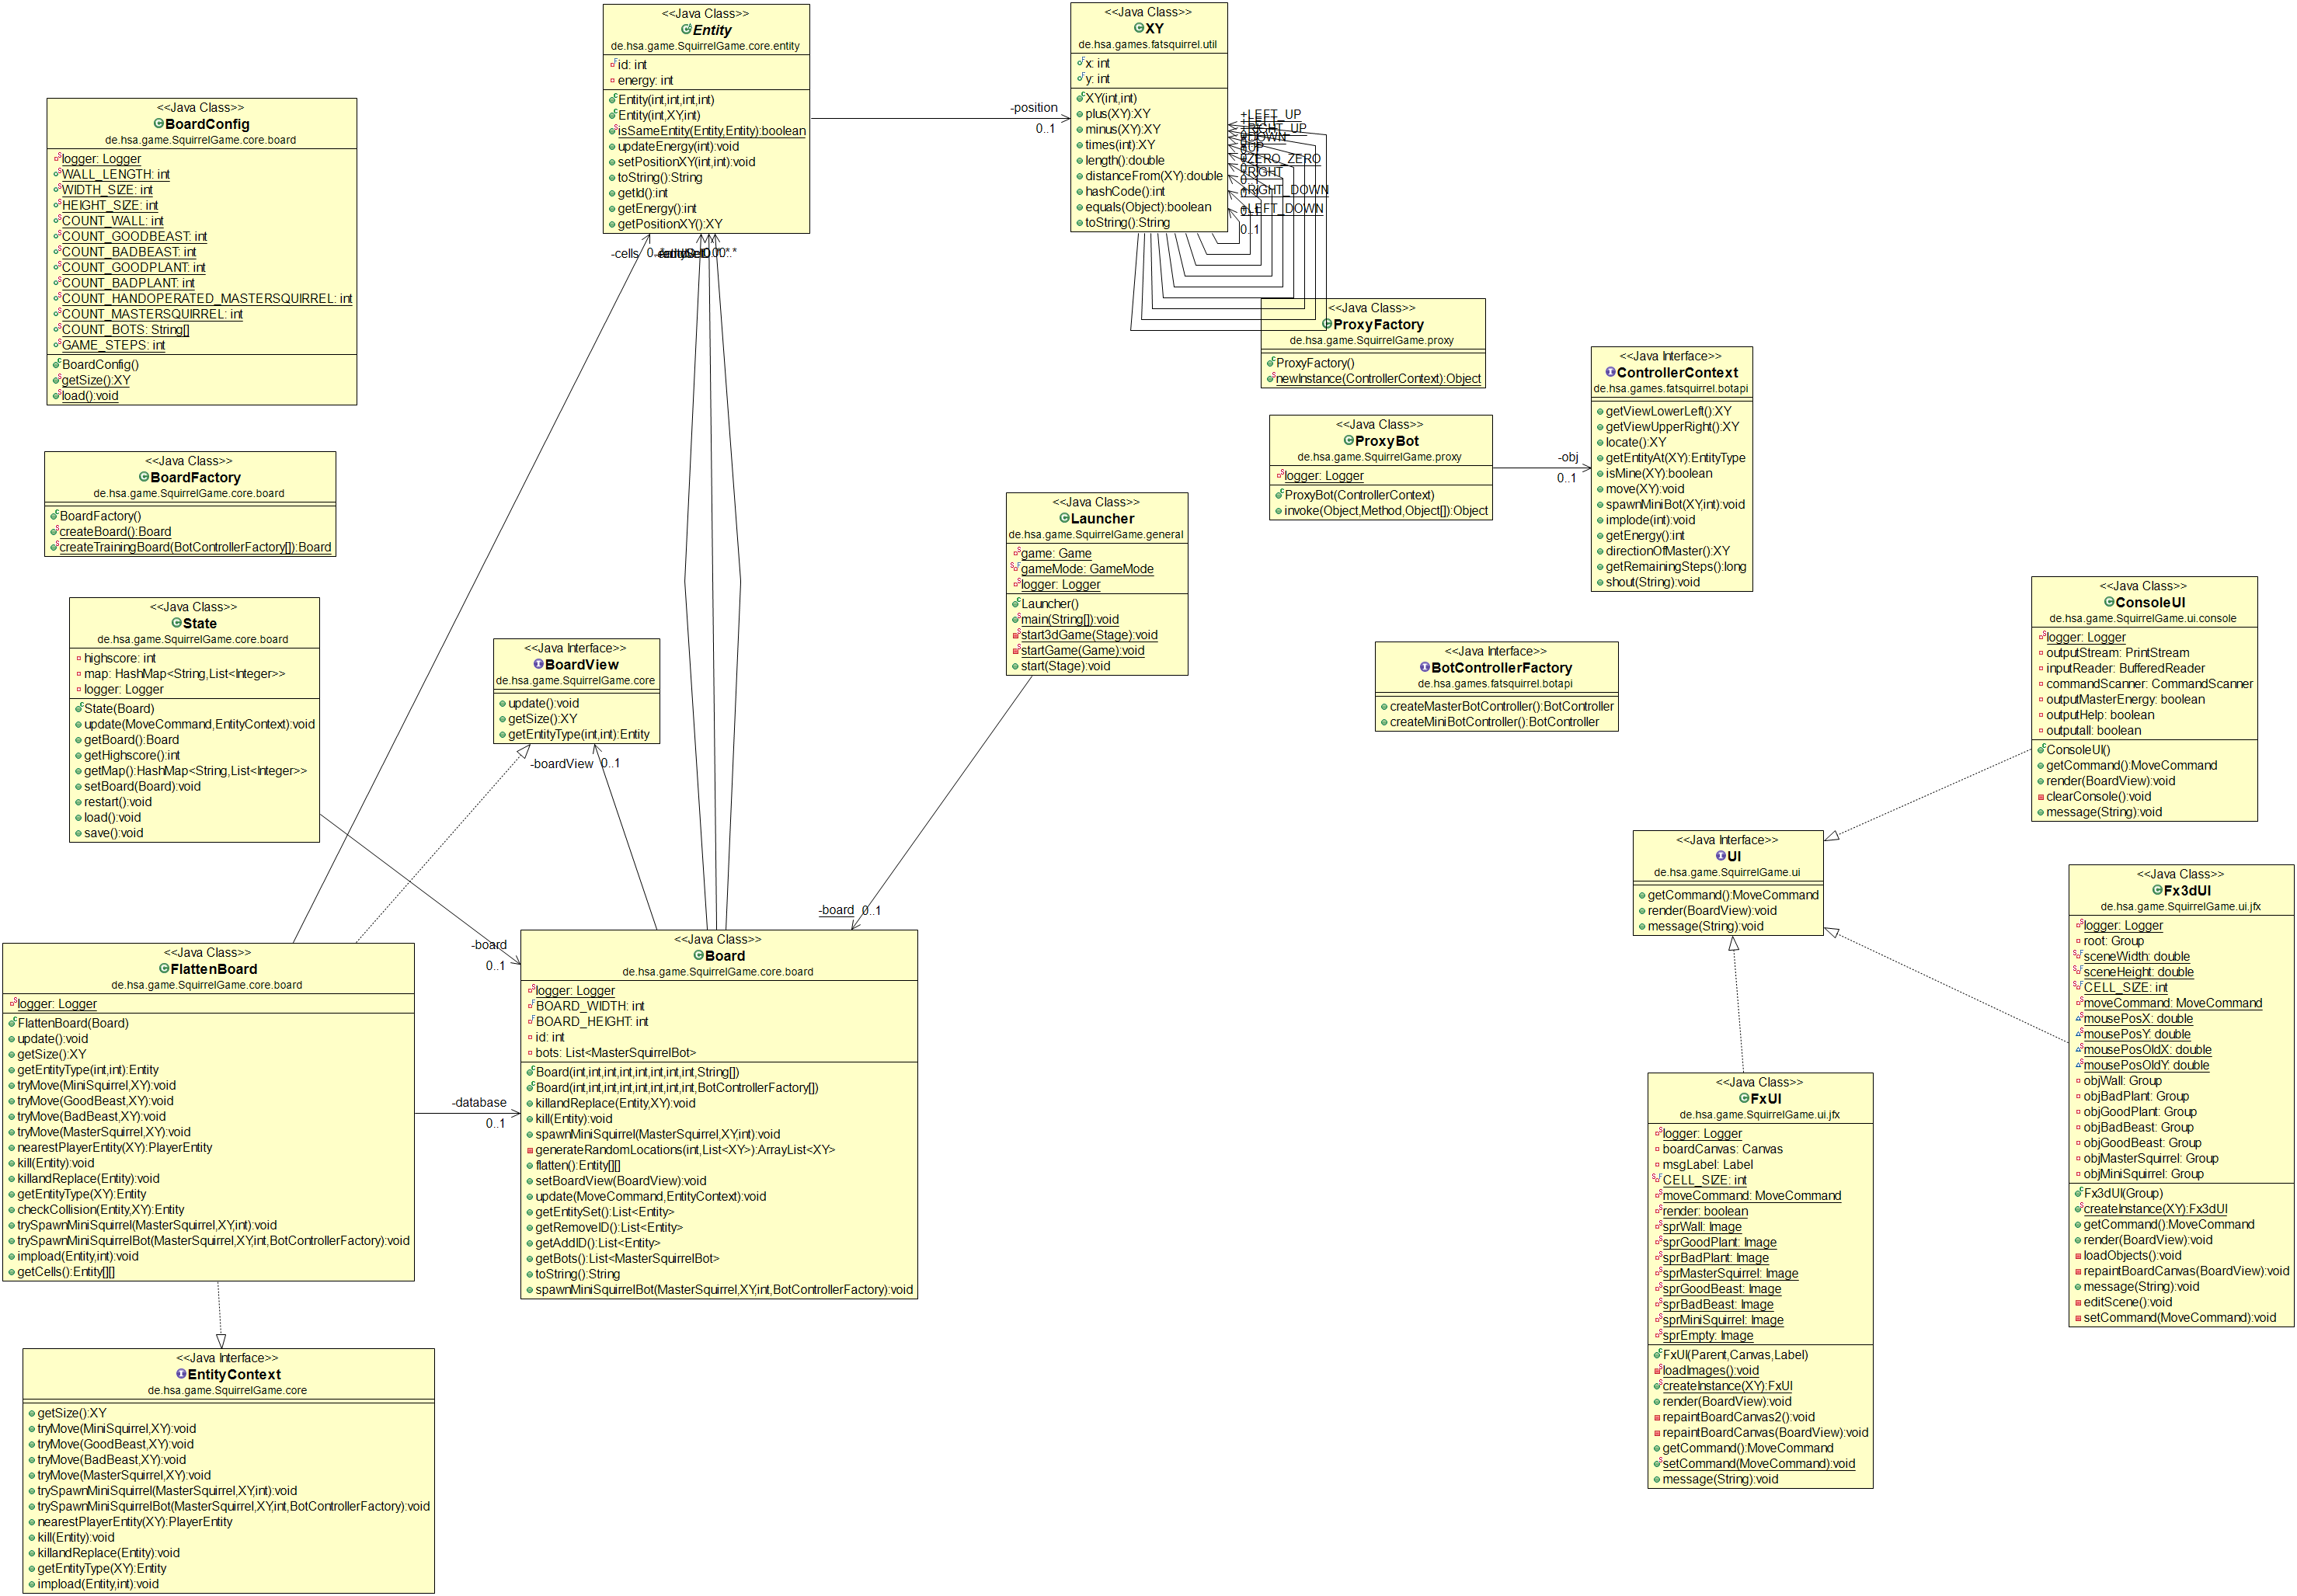 <<Java Class>>
BoardConfig
de.hsa.game.SquirrelGame.core.board
logger: Logger
WALL_LENGTH: int
WIDTH_SIZE: int
HEIGHT_SIZE: int
COUNT_WALL: int
COUNT_GOODBEAST: int
COUNT_BADBEAST: int
COUNT_GOODPLANT: int
COUNT_BADPLANT: int
COUNT_HANDOPERATED_MASTERSQUIRREL: int
COUNT_MASTERSQUIRREL: int
COUNT_BOTS: String[]
GAME_STEPS: int
BoardConfig()
getSize():XY
load():void
<<Java Class>>
BoardFactory
de.hsa.game.SquirrelGame.core.board
BoardFactory()
createBoard():Board
createTrainingBoard(BotControllerFactory[]):Board
<<Java Class>>
State
de.hsa.game.SquirrelGame.core.board
highscore: int
map: HashMap<String,List<Integer>>
logger: Logger
State(Board)
update(MoveCommand,EntityContext):void
getBoard():Board
getHighscore():int
getMap():HashMap<String,List<Integer>>
setBoard(Board):void
restart():void
load():void
save():void
<<Java Class>>
FlattenBoard
de.hsa.game.SquirrelGame.core.board
logger: Logger
FlattenBoard(Board)
update():void
getSize():XY
getEntityType(int,int):Entity
tryMove(MiniSquirrel,XY):void
tryMove(GoodBeast,XY):void
tryMove(BadBeast,XY):void
tryMove(MasterSquirrel,XY):void
nearestPlayerEntity(XY):PlayerEntity
kill(Entity):void
killandReplace(Entity):void
getEntityType(XY):Entity
checkCollision(Entity,XY):Entity
trySpawnMiniSquirrel(MasterSquirrel,XY,int):void
trySpawnMiniSquirrelBot(MasterSquirrel,XY,int,BotControllerFactory):void
impload(Entity,int):void
getCells():Entity[][]
<<Java Interface>>
EntityContext
de.hsa.game.SquirrelGame.core
getSize():XY
tryMove(MiniSquirrel,XY):void
tryMove(GoodBeast,XY):void
tryMove(BadBeast,XY):void
tryMove(MasterSquirrel,XY):void
trySpawnMiniSquirrel(MasterSquirrel,XY,int):void
trySpawnMiniSquirrelBot(MasterSquirrel,XY,int,BotControllerFactory):void
nearestPlayerEntity(XY):PlayerEntity
kill(Entity):void
killandReplace(Entity):void
getEntityType(XY):Entity
impload(Entity,int):void
<<Java Class>>
Entity
de.hsa.game.SquirrelGame.core.entity
id: int
energy: int
Entity(int,int,int,int)
Entity(int,XY,int)
isSameEntity(Entity,Entity):boolean
updateEnergy(int):void
setPositionXY(int,int):void
toString():String
getId():int
getEnergy():int
getPositionXY():XY
-cells
-position
0..1
<<Java Class>>
XY
de.hsa.games.fatsquirrel.util
x: int
y: int
XY(int,int)
plus(XY):XY
minus(XY):XY
times(int):XY
length():double
distanceFrom(XY):double
hashCode():int
equals(Object):boolean
toString():String
+LEFT_UP
+RIGHT_UP
+DOWN
+ZERO_ZERO
+RIGHT
+RIGHT_DOWN
+LEFT_DOWN
0..1
<<Java Class>>
ProxyFactory
de.hsa.game.SquirrelGame.proxy
ProxyFactory()
newInstance(ControllerContext):Object
<<Java Class>>
ProxyBot
de.hsa.game.SquirrelGame.proxy
logger: Logger
ProxyBot(ControllerContext)
invoke(Object,Method,Object[]):Object
-obj
0..1
<<Java Interface>>
ControllerContext
de.hsa.games.fatsquirrel.botapi
getViewLowerLeft():XY
getViewUpperRight():XY
locate():XY
getEntityAt(XY):EntityType
isMine(XY):boolean
move(XY):void
spawnMiniBot(XY,int):void
implode(int):void
getEnergy():int
directionOfMaster():XY
getRemainingSteps():long
shout(String):void
<<Java Class>>
Launcher
de.hsa.game.SquirrelGame.general
game: Game
gameMode: GameMode
logger: Logger
Launcher()
main(String[]):void
start3dGame(Stage):void
startGame(Game):void
start(Stage):void
<<Java Interface>>
BoardView
de.hsa.game.SquirrelGame.core
update():void
getSize():XY
getEntityType(int,int):Entity
-boardView
0..1
<<Java Interface>>
BotControllerFactory
de.hsa.games.fatsquirrel.botapi
createMasterBotController():BotController
createMiniBotController():BotController
-board
0..1
-board
0..1
-database
0..1
<<Java Class>>
Board
de.hsa.game.SquirrelGame.core.board
logger: Logger
BOARD_WIDTH: int
BOARD_HEIGHT: int
id: int
bots: List<MasterSquirrelBot>
Board(int,int,int,int,int,int,int,int,String[])
Board(int,int,int,int,int,int,int,int,BotControllerFactory[])
killandReplace(Entity,XY):void
kill(Entity):void
spawnMiniSquirrel(MasterSquirrel,XY,int):void
generateRandomLocations(int,List<XY>):ArrayList<XY>
flatten():Entity[][]
setBoardView(BoardView):void
update(MoveCommand,EntityContext):void
getEntitySet():List<Entity>
getRemoveID():List<Entity>
getAddID():List<Entity>
getBots():List<MasterSquirrelBot>
toString():String
spawnMiniSquirrelBot(MasterSquirrel,XY,int,BotControllerFactory):void
<<Java Class>>
ConsoleUI
de.hsa.game.SquirrelGame.ui.console
logger: Logger
outputStream: PrintStream
inputReader: BufferedReader
commandScanner: CommandScanner
outputMasterEnergy: boolean
outputHelp: boolean
outputall: boolean
ConsoleUI()
getCommand():MoveCommand
render(BoardView):void
clearConsole():void
message(String):void
<<Java Interface>>
UI
de.hsa.game.SquirrelGame.ui
getCommand():MoveCommand
render(BoardView):void
message(String):void
<<Java Class>>
Fx3dUI
de.hsa.game.SquirrelGame.ui.jfx
logger: Logger
root: Group
sceneWidth: double
sceneHeight: double
CELL_SIZE: int
moveCommand: MoveCommand
mousePosX: double
mousePosY: double
mousePosOldX: double
mousePosOldY: double
objWall: Group
objBadPlant: Group
objGoodPlant: Group
objBadBeast: Group
objGoodBeast: Group
objMasterSquirrel: Group
objMiniSquirrel: Group
Fx3dUI(Group)
createInstance(XY):Fx3dUI
getCommand():MoveCommand
render(BoardView):void
loadObjects():void
repaintBoardCanvas(BoardView):void
message(String):void
editScene():void
setCommand(MoveCommand):void
<<Java Class>>
FxUI
de.hsa.game.SquirrelGame.ui.jfx
logger: Logger
boardCanvas: Canvas
msgLabel: Label
CELL_SIZE: int
moveCommand: MoveCommand
render: boolean
sprWall: Image
sprGoodPlant: Image
sprBadPlant: Image
sprMasterSquirrel: Image
sprGoodBeast: Image
sprBadBeast: Image
sprMiniSquirrel: Image
sprEmpty: Image
FxUI(Parent,Canvas,Label)
loadImages():void
createInstance(XY):FxUI
render(BoardView):void
repaintBoardCanvas2():void
repaintBoardCanvas(BoardView):void
getCommand():MoveCommand
setCommand(MoveCommand):void
message(String):void